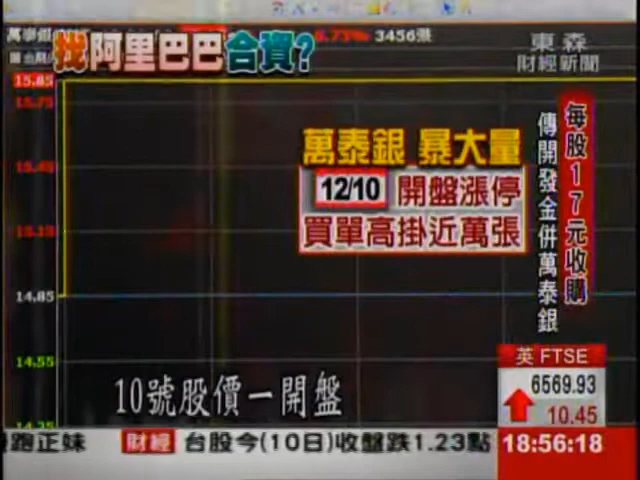 找阿里巴巴合資?
3456張
東森
財經新聞
15.85
15.75
15.45
15.15
14.85
14.55
萬泰銀 暴大量
12/10 開盤漲停
買單高掛近萬張
每股17元收購
傳開發金併萬泰銀
英 FTSE
6569.93
10.45
10號股價一開盤
跑正妹 財經 台股今(10日)收盤跌1.23點
18:56:18